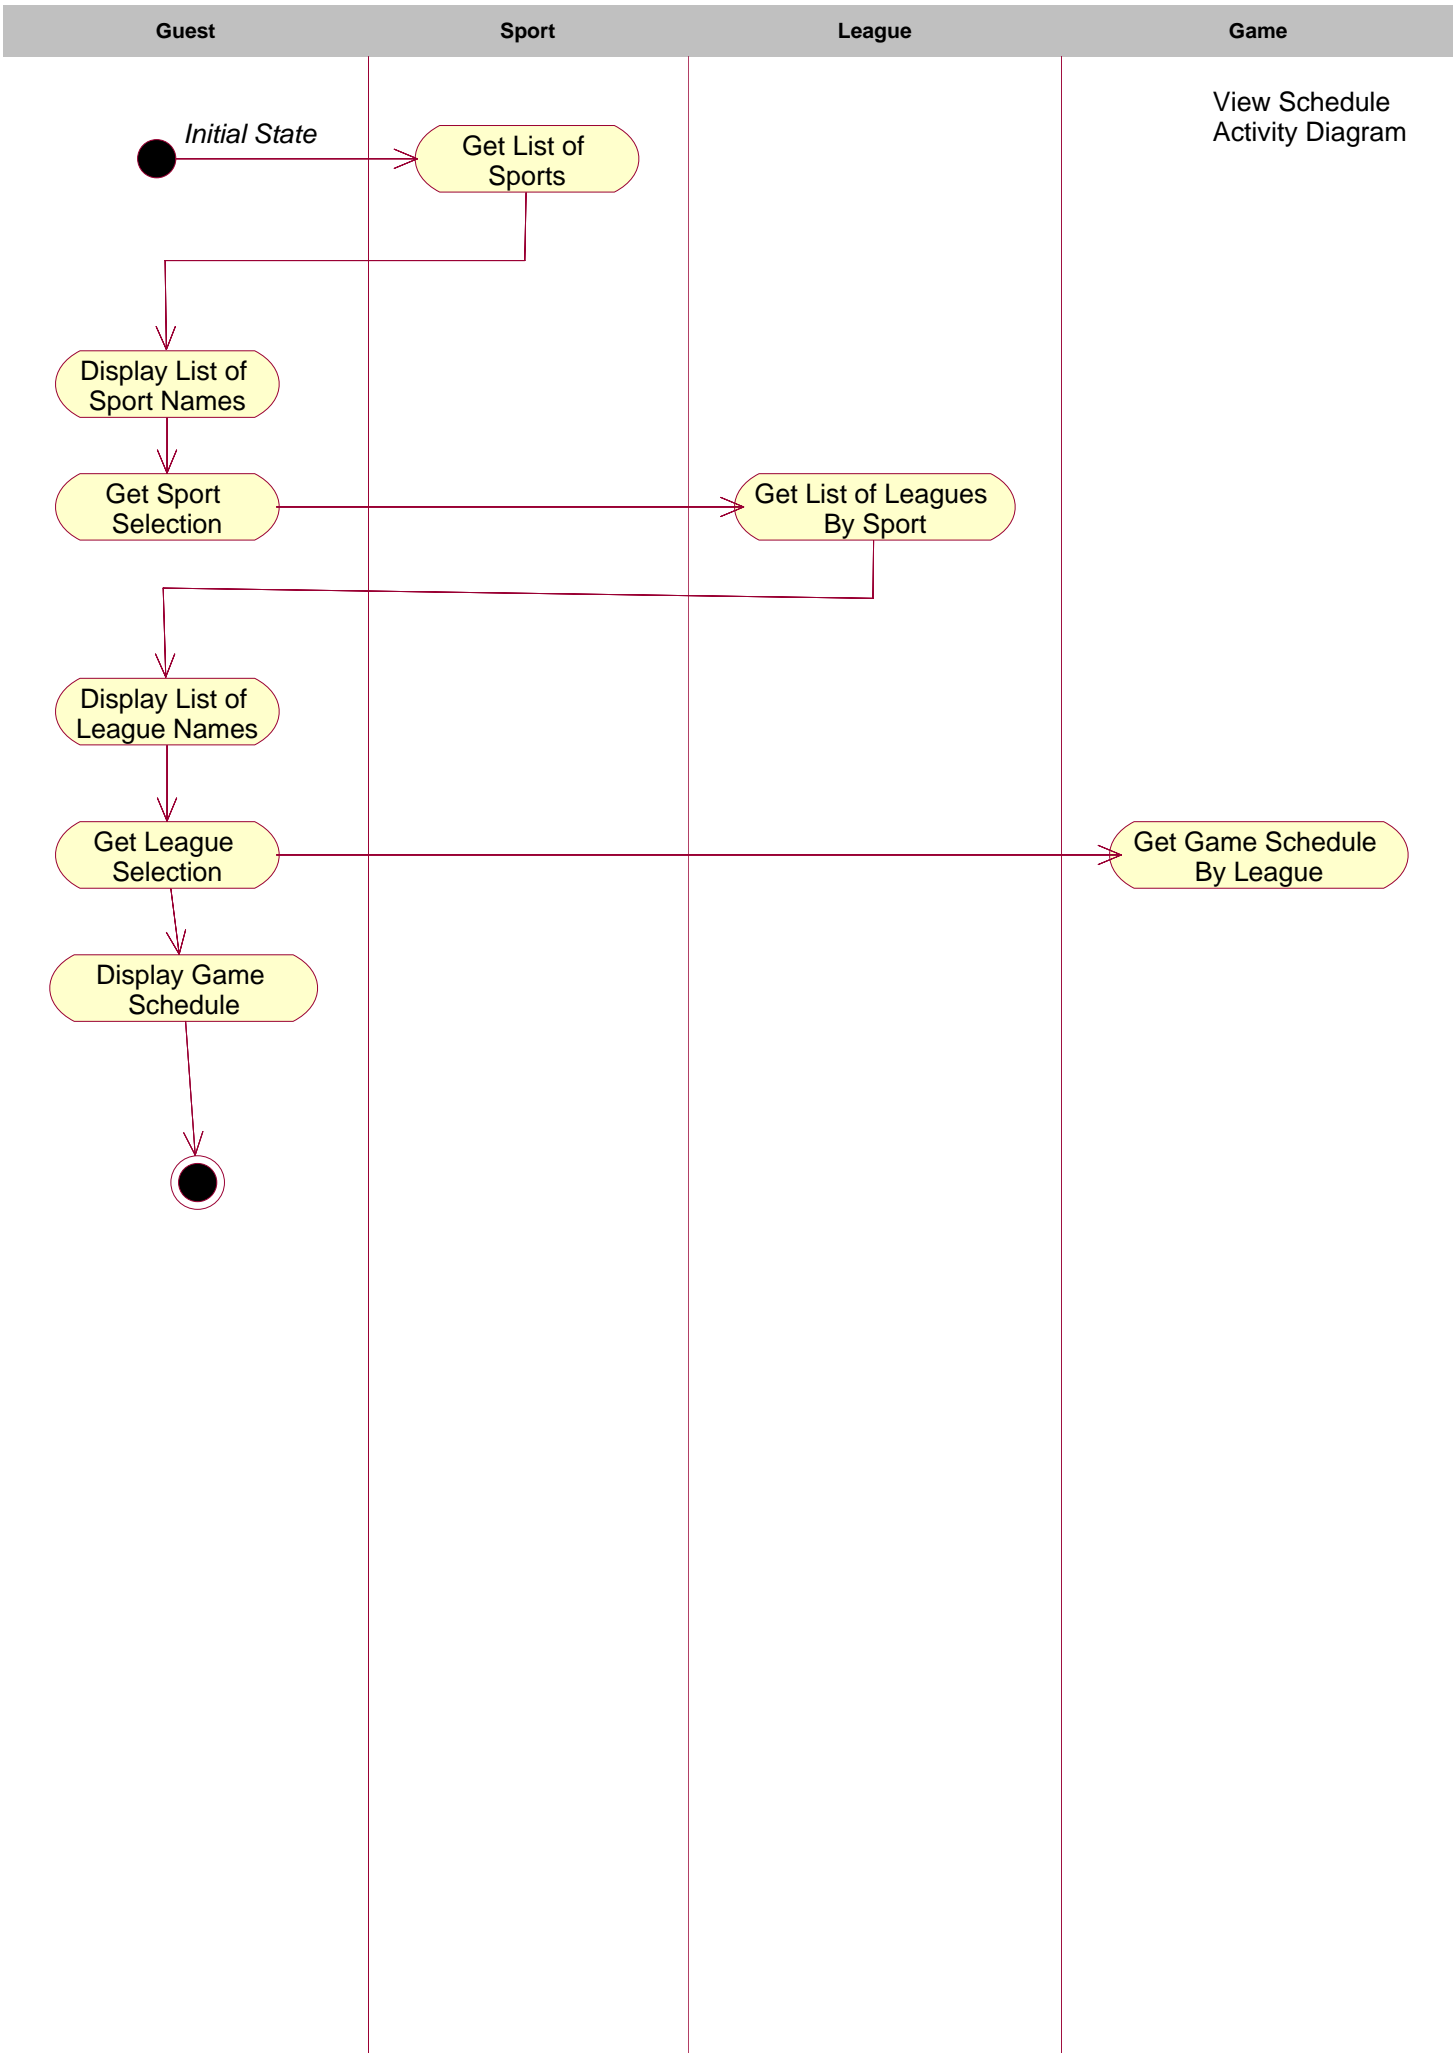 Guest Sport League Game
View Schedule
Activity Diagram
Initial State
Get List of
Sports
Display List of
Sport Names
Get Sport
Selection
Get List of Leagues
By Sport
Display List of
League Names
Get League
Selection
Get Game Schedule
By League
Display Game
Schedule